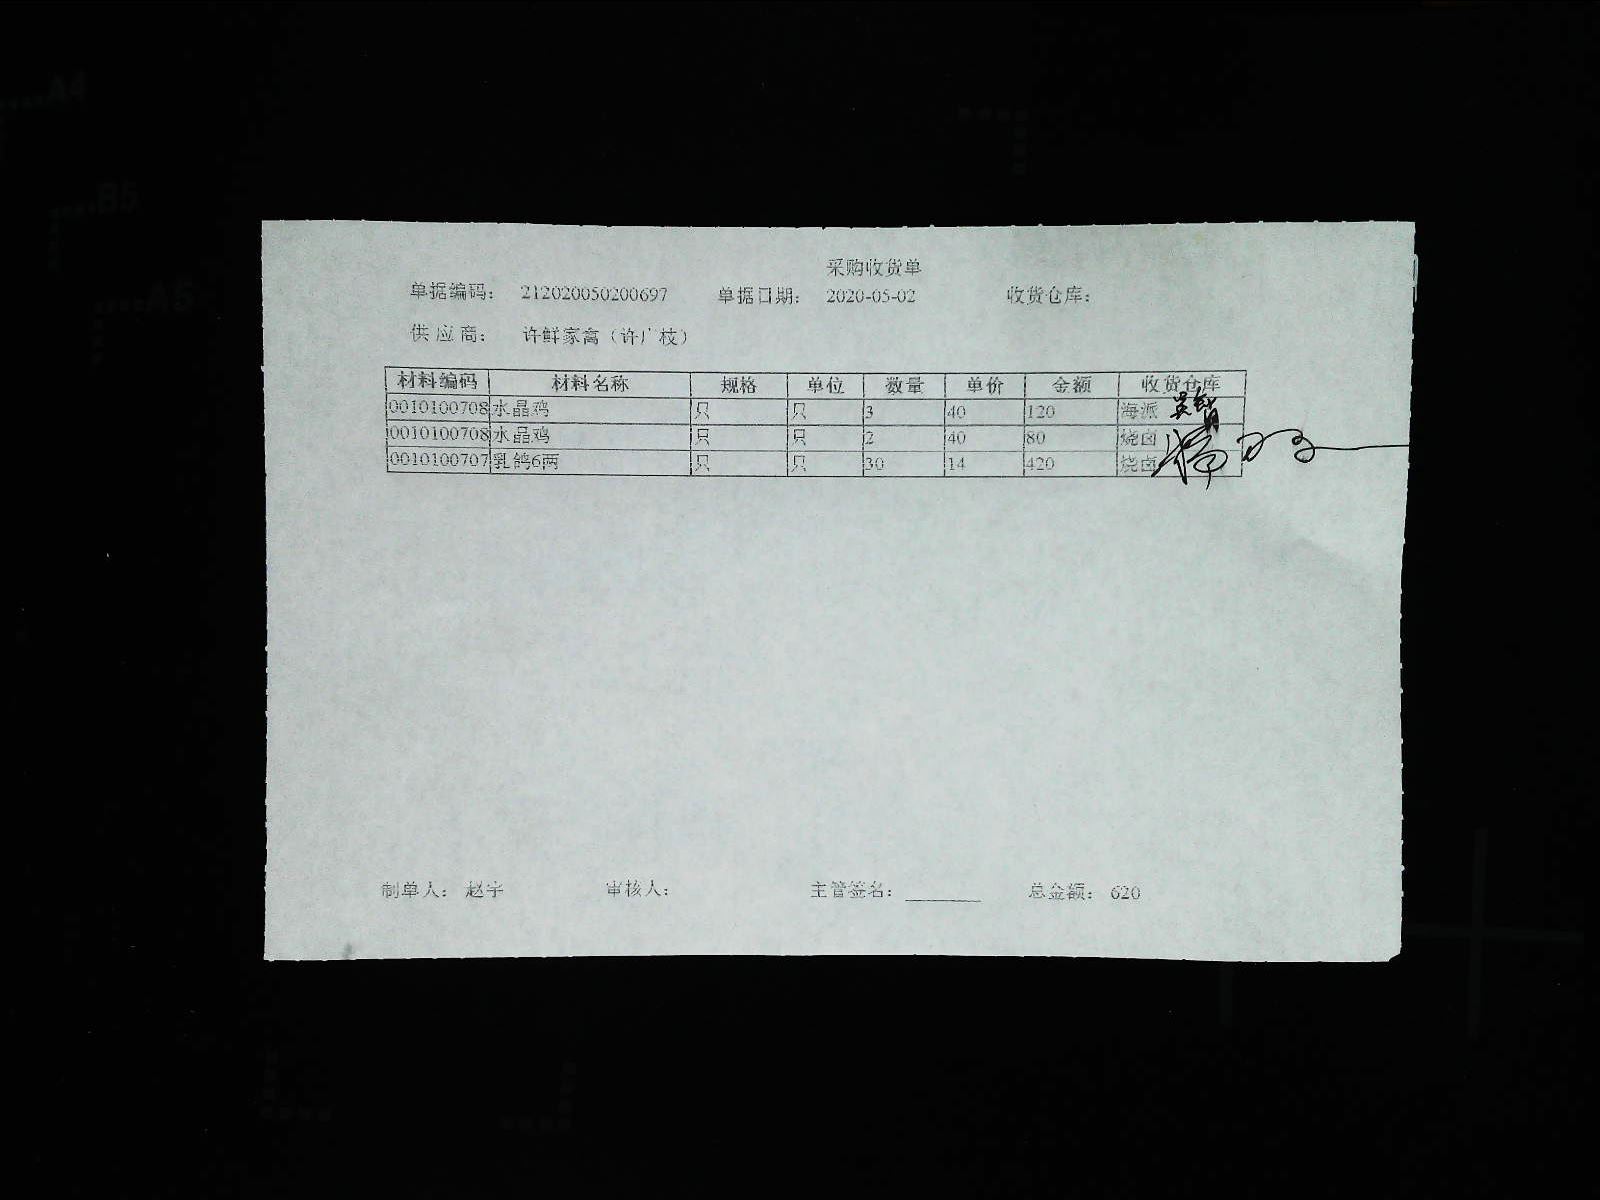 采购收货单
单据编码: 212020050200697 单据日期: 2020-05-02 收货仓库:
供应商: 许鲜家禽（许广枝）
材料编码 材料名称 规格 单位 数量 单价 金额 收货仓库
0010100708 水晶鸡 只 只 3 40 120 海派
0010100708 水晶鸡 只 只 2 40 80 烧卤
0010100707 乳鸽6两 只 只 30 14 420 烧卤
制单人: 赵宇 审核人: 主管签名: 总金额: 620